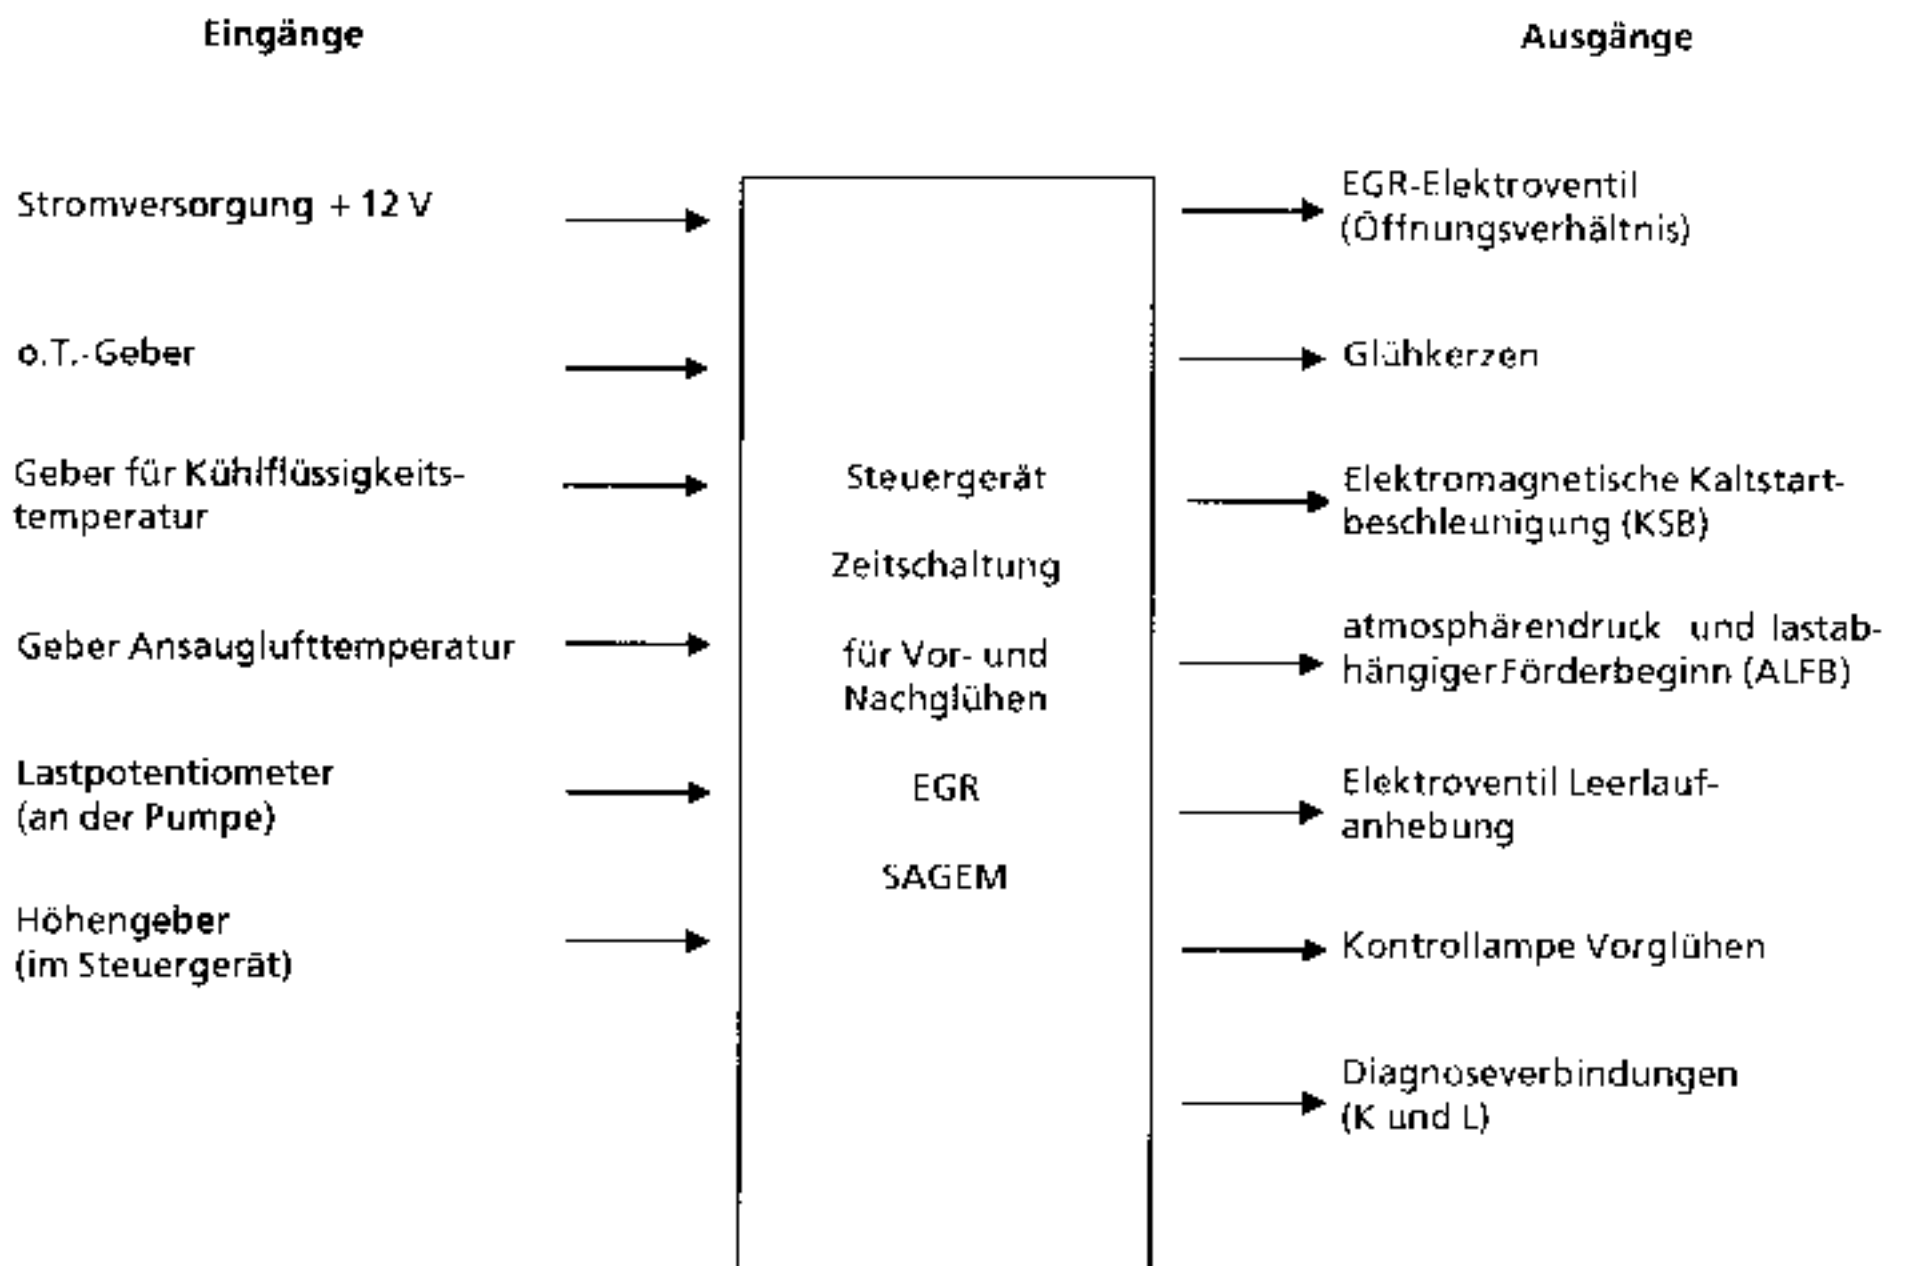 Eingänge
Ausgänge
Stromversorgung + 12 V
o.T.-Geber
Geber für Kühlflüssigkeits-
temperatur
Geber Ansauglufttemperatur
Lastpotentiometer
(an der Pumpe)
Höhengeber
(im Steuergerät)
Steuergerät
Zeitschaltung
für Vor- und
Nachglühen
EGR
SAGEM
EGR-Elektroventil
(Öffnungsverhältnis)
Glühkerzen
Elektromagnetische Kaltstart-
beschleunigung (KSB)
atmosphärendruck und lastab-
hängiger Förderbeginn (ALFB)
Elektroventil Leerlauf-
anhebung
Kontrollampe Vorglühen
Diagnoseverbindungen
(K und L)